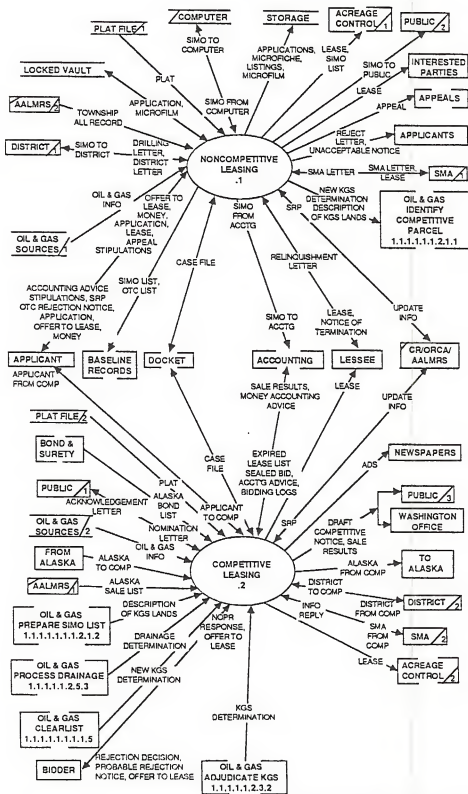 COMPUTER
STORAGE
ACREAGE
CONTROL 1
PUBLIC 2
PLAT FILE 1
SIMO TO
COMPUTER
APPLICATIONS,
MICROFICHE,
LISTINGS,
MICROFILM
LEASE,
SIMO
LIST
SIMO TO
PUBLIC
INTERESTED
PARTIES
LOCKED VAULT
PLAT
SIMO FROM
COMPUTER
LEASE
APPEAL
APPEALS
AALMRS 2
APPLICATION,
MICROFILM
TOWNSHIP
ALL RECORD
REJECT
LETTER,
UNACCEPTABLE NOTICE
APPLICANTS
DISTRICT 1
SIMO TO
DISTRICT
DRILLING
LETTER,
DISTRICT
LETTER
NONCOMPETITIVE
LEASING
.1
SMA LETTER
SMA LETTER,
LEASE
SMA 1
OIL & GAS
INFO
OIL & GAS
SOURCES 1
OFFER TO
LEASE,
MONEY,
APPLICATION,
LEASE,
APPEAL
STIPULATIONS
SIMO
FROM
ACCTG
SRP
NEW KGS
DETERMINATION
DESCRIPTION
OF KGS LANDS
OIL & GAS
IDENTIFY
COMPETITIVE
PARCEL
1.1.1.1.1.1.2.1.1
CASE FILE
SIMO LIST,
OTC LIST
RELINQUISHMENT
LETTER
ACCOUNTING ADVICE
STIPULATIONS, SRP
OTC REJECTION NOTICE,
APPLICATION,
OFFER TO LEASE,
MONEY
SIMO TO
ACCTG
LEASE,
NOTICE OF
TERMINATION
UPDATE
INFO
APPLICANT
BASELINE
RECORDS
DOCKET
ACCOUNTING
LESSEE
CR/ORCA/
AALMRS
APPLICANT
FROM COMP
SALE RESULTS,
MONEY ACCOUNTING
ADVICE
LEASE
UPDATE
INFO
PLAT FILE 2
NEWSPAPERS
BOND &
SURETY
CASE
FILE
EXPIRED
LEASE LIST
SEALED BID,
ACCTG ADVICE,
BIDDING LOGS
ADS
PLAT
PUBLIC 1
ALASKA
BOND
LIST
APPLICANT
TO COMP
PUBLIC 3
ACKNOWLEDGEMENT
LETTER
NOMINATION
LETTER
SRP
DRAFT
COMPETITIVE
NOTICE, SALE
RESULTS
WASHINGTON
OFFICE
OIL & GAS
SOURCES 2
OIL & GAS
INFO
FROM
ALASKA
ALASKA
TO COMP
COMPETITIVE
LEASING
.2
ALASKA
FROM COMP
TO
ALASKA
AALMRS 1
ALASKA
SALE LIST
DISTRICT
TO COMP
DISTRICT
FROM COMP
DISTRICT 2
OIL & GAS
PREPARE SIMO LIST
1.1.1.1.1.1.1.2.1.2
DESCRIPTION
OF KGS LANDS
NOPR
RESPONSE,
OFFER TO
LEASE
INFO
REPLY
SMA
FROM
COMP
SMA 2
OIL & GAS
PROCESS DRAINAGE
1.1.1.1.1.2.5.3
DRAINAGE
DETERMINATION
LEASE
ACREAGE
CONTROL 2
OIL & GAS
CLEARLIST
1.1.1.1.1.1.1.1.5
NEW KGS
DETERMINATION
KGS
DETERMINATION
BIDDER
REJECTION DECISION,
PROBABLE REJECTION
NOTICE, OFFER TO LEASE
OIL & GAS
ADJUDICATE KGS
1.1.1.1.1.2.3.2